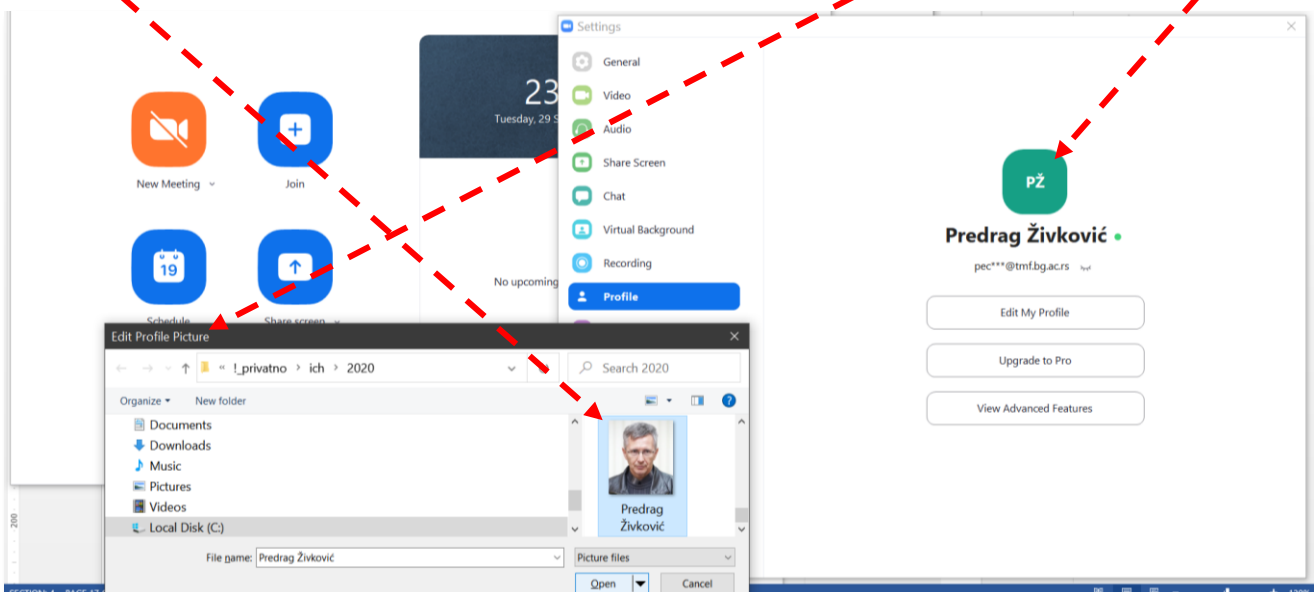 Settings
General
Video
Audio
Share Screen
Chat
Virtual Background
Recording
Profile
23
Tuesday, 29 S
New Meeting
Join
19
Schedule
Share screen
No upcoming
PŽ
Predrag Živković
pec***@tmf.bg.ac.rs
Edit My Profile
Upgrade to Pro
View Advanced Features
Edit Profile Picture
« !_privatno › ich › 2020
Search 2020
Organize
New folder
Documents
Downloads
Music
Pictures
Videos
Local Disk (C:)
Predrag
Živković
File name: Predrag Živković
Picture files
Open
Cancel
200